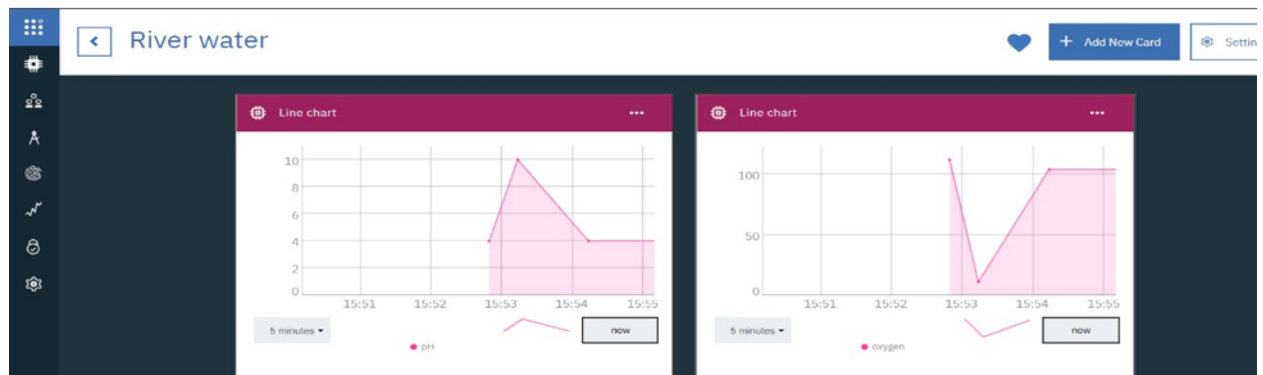 River water
+ Add New Card
Settin
Line chart
10
8
6
4
2
0
15:51 15:52 15:53 15:54 15:55
5 minutes
now
pH
Line chart
100
50
0
15:51 15:52 15:53 15:54 15:55
5 minutes
now
oxygen